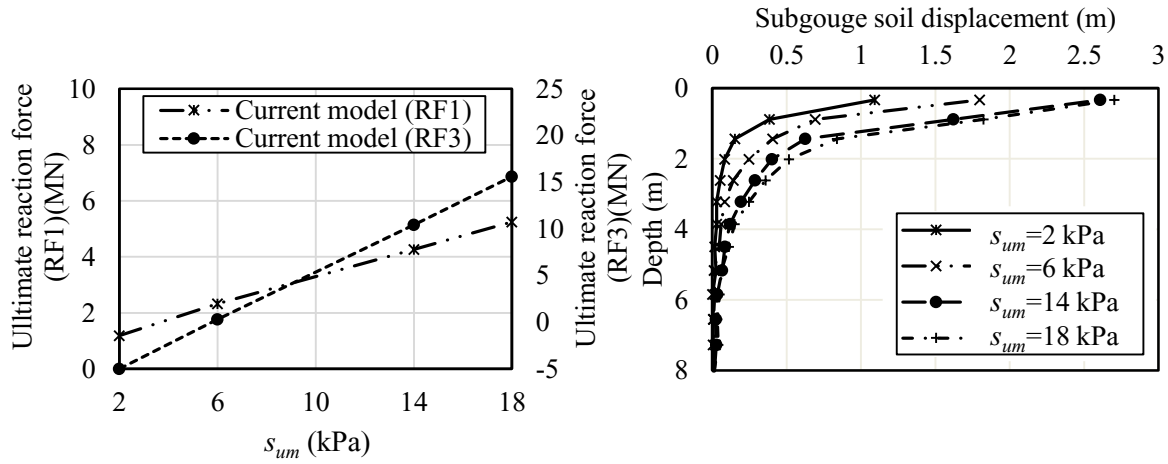 Ulltimate reaction force
(RF1)(MN)
10
8
6
4
2
0
Current model (RF1)
Current model (RF3)
25
20
15
10
5
0
-5
Ultimate reaction force
(RF3)(MN)
2
6
10
14
18
s_um (kPa)
Subgouge soil displacement (m)
0
0.5
1
1.5
2
2.5
3
Depth (m)
0
2
4
6
8
s_um=2 kPa
s_um=6 kPa
s_um=14 kPa
s_um=18 kPa